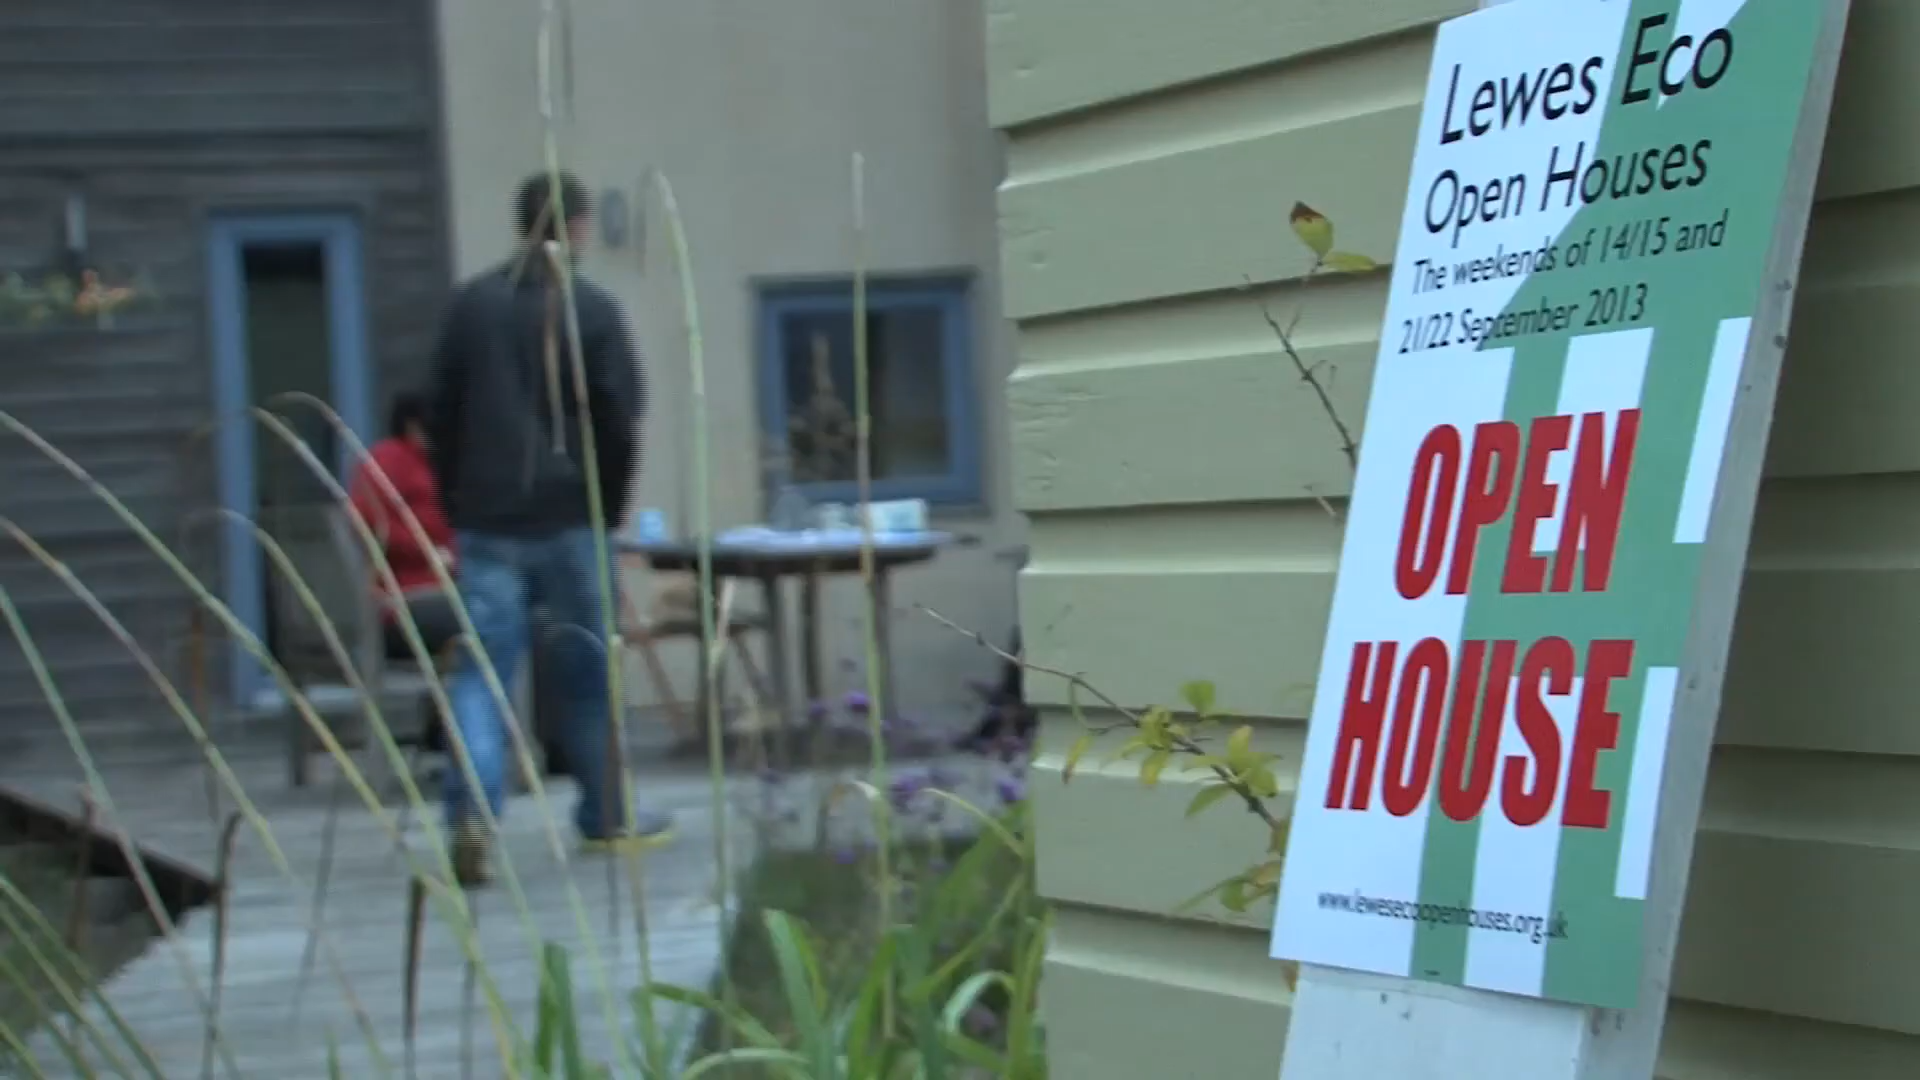 Lewes Eco
Open Houses
The weekends of 14/15 and
21/22 September 2013
OPEN
HOUSE
www.lewesecoopenhouses.org.uk